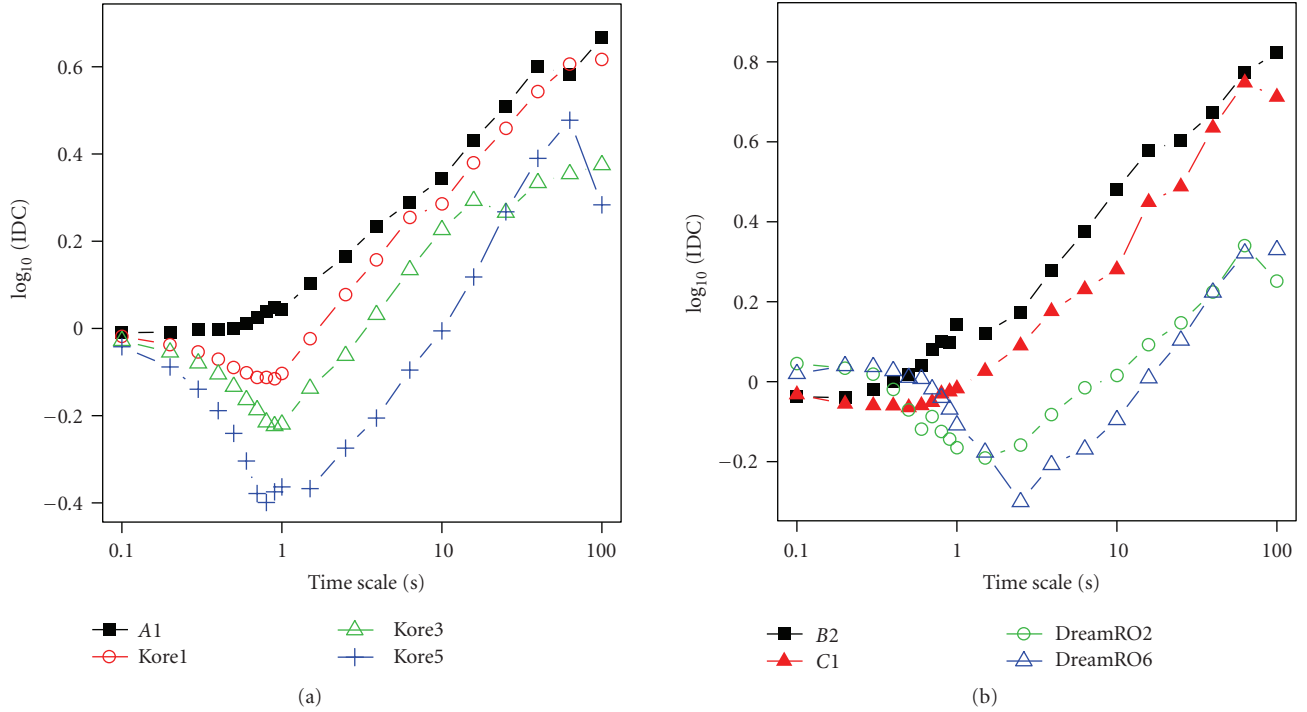 log10 (IDC)
0.6
0.4
0.2
0
−0.2
−0.4
0.1
1
10
100
Time scale (s)
A1
Kore1
Kore3
Kore5
(a)
log10 (IDC)
0.8
0.6
0.4
0.2
0
−0.2
0.1
1
10
100
Time scale (s)
B2
C1
DreamRO2
DreamRO6
(b)